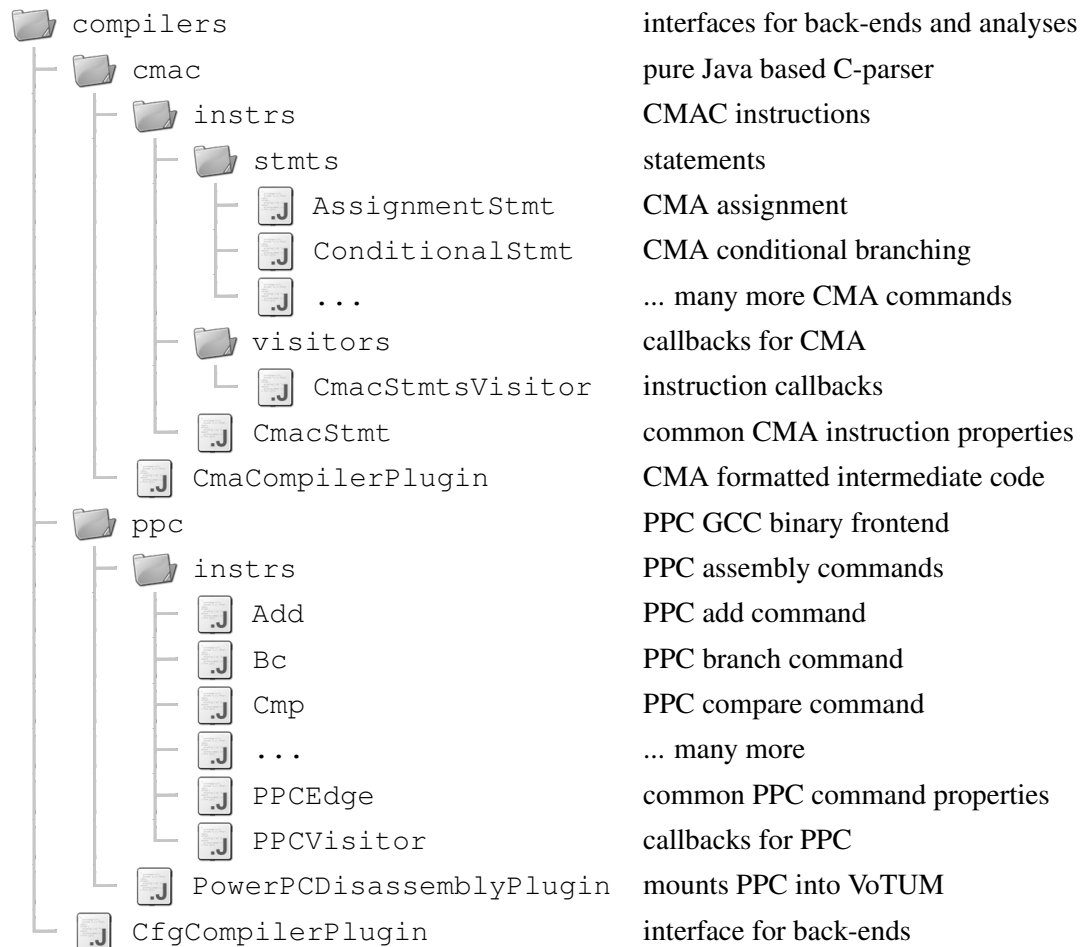 compilers interfaces for back-ends and analyses
cmac pure Java based C-parser
instrs CMAC instructions
stmts statements
.J AssignmentStmt CMA assignment
.J ConditionalStmt CMA conditional branching
.J ... ... many more CMA commands
visitors callbacks for CMA
.J CmacStmtsVisitor instruction callbacks
.J CmacStmt common CMA instruction properties
.J CmaCompilerPlugin CMA formatted intermediate code
ppc PPC GCC binary frontend
instrs PPC assembly commands
.J Add PPC add command
.J Bc PPC branch command
.J Cmp PPC compare command
.J ... ... many more
.J PPCEdge common PPC command properties
.J PPCVisitor callbacks for PPC
.J PowerPCDisassemblyPlugin mounts PPC into VoTUM
.J CfgCompilerPlugin interface for back-ends